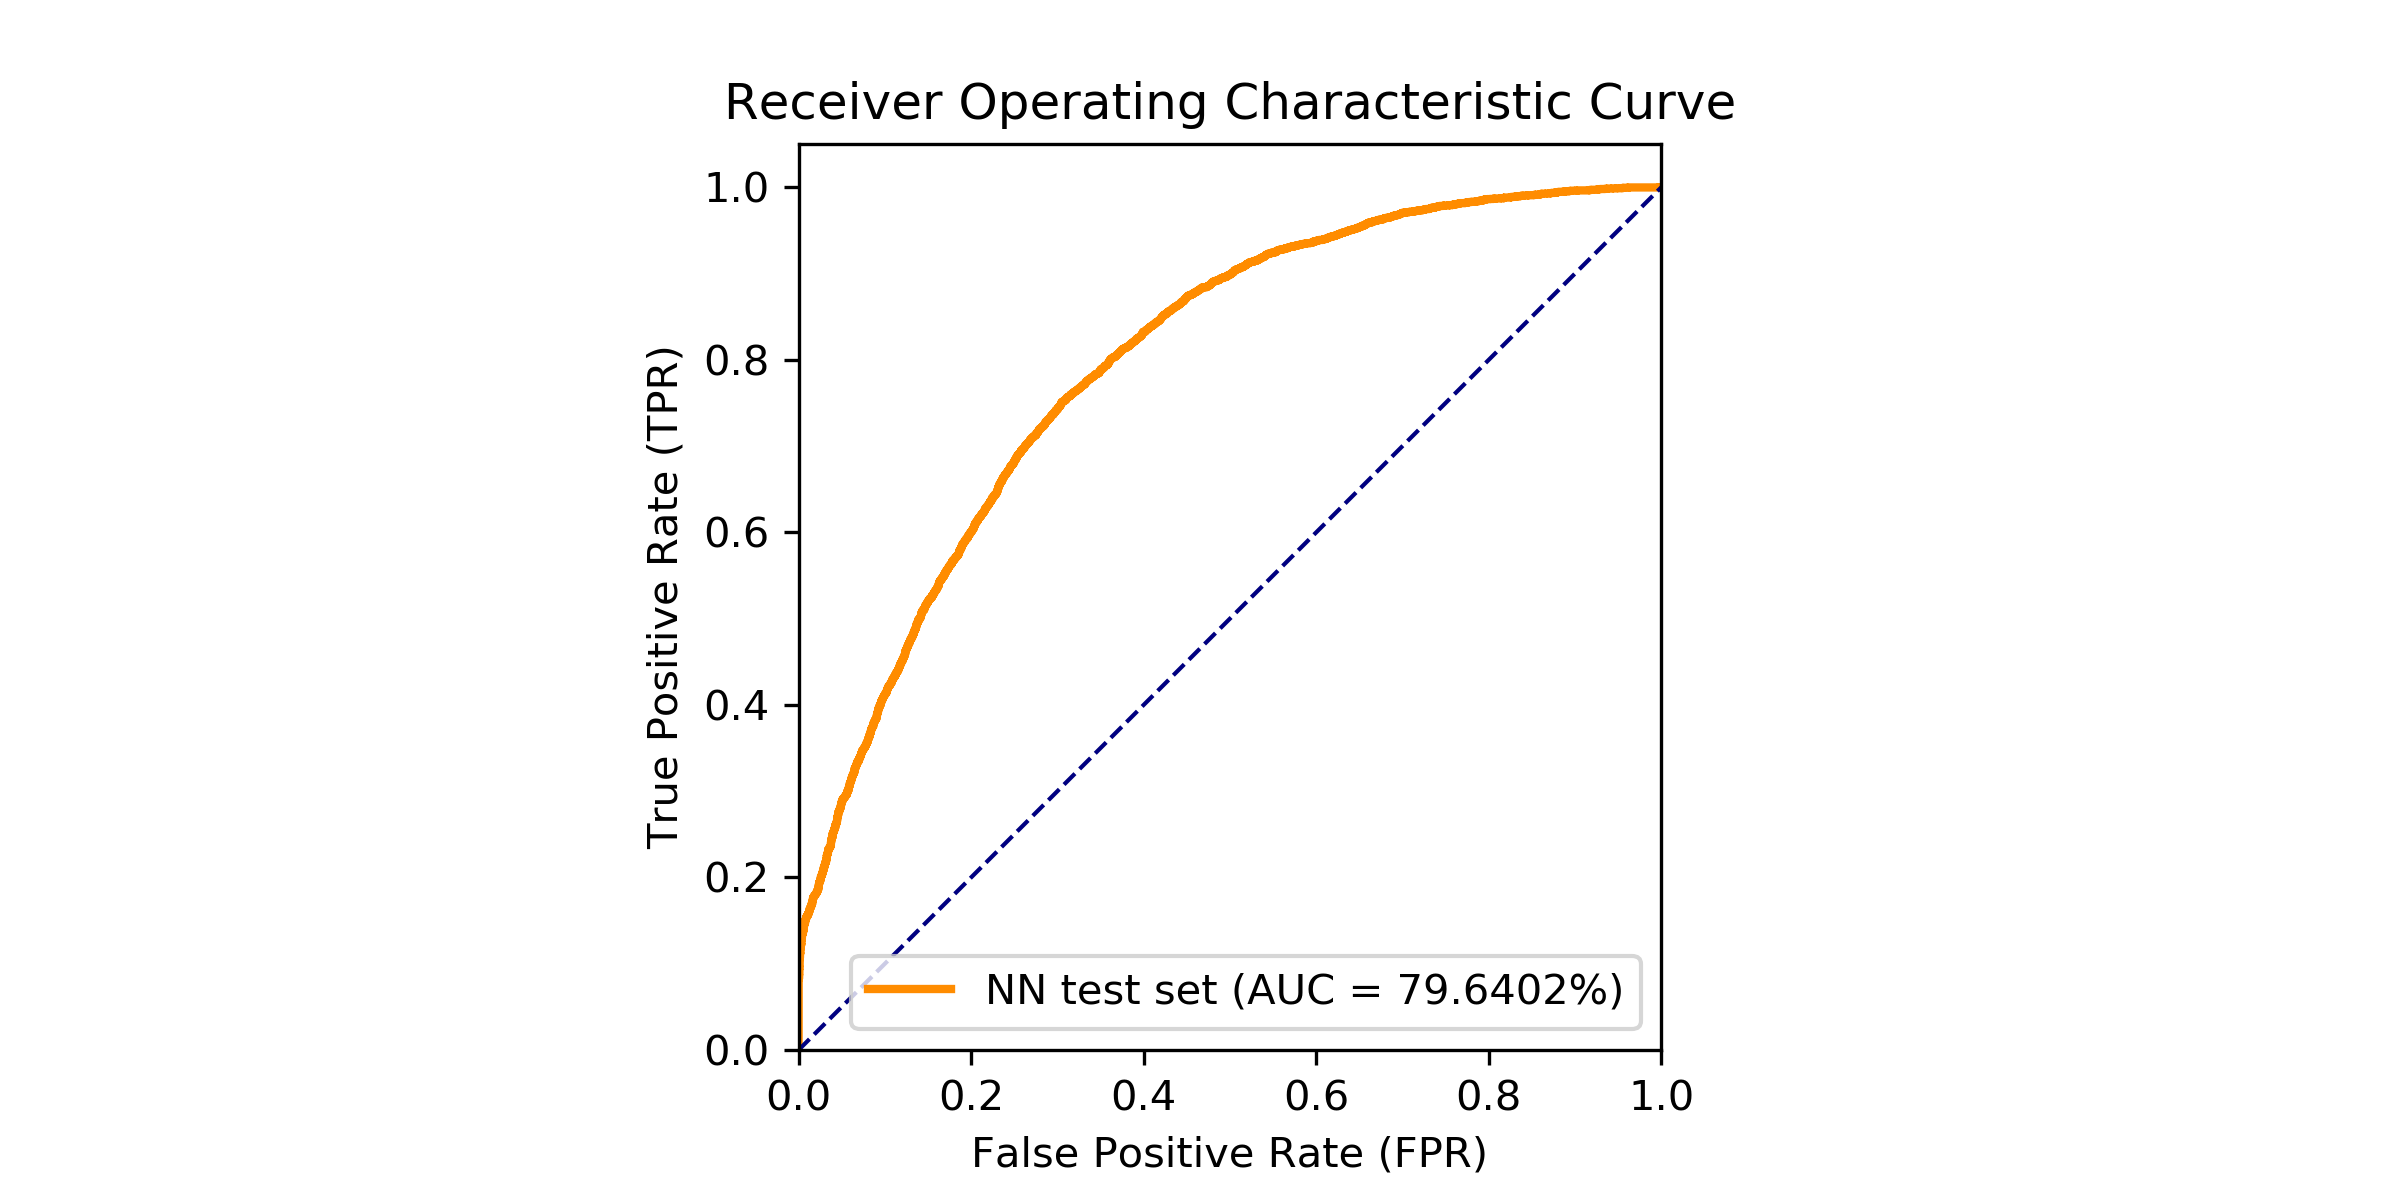 Receiver Operating Characteristic Curve
1.0
0.8
0.6
0.4
0.2
0.0
True Positive Rate (TPR)
NN test set (AUC = 79.6402%)
0.0 0.2 0.4 0.6 0.8 1.0
False Positive Rate (FPR)